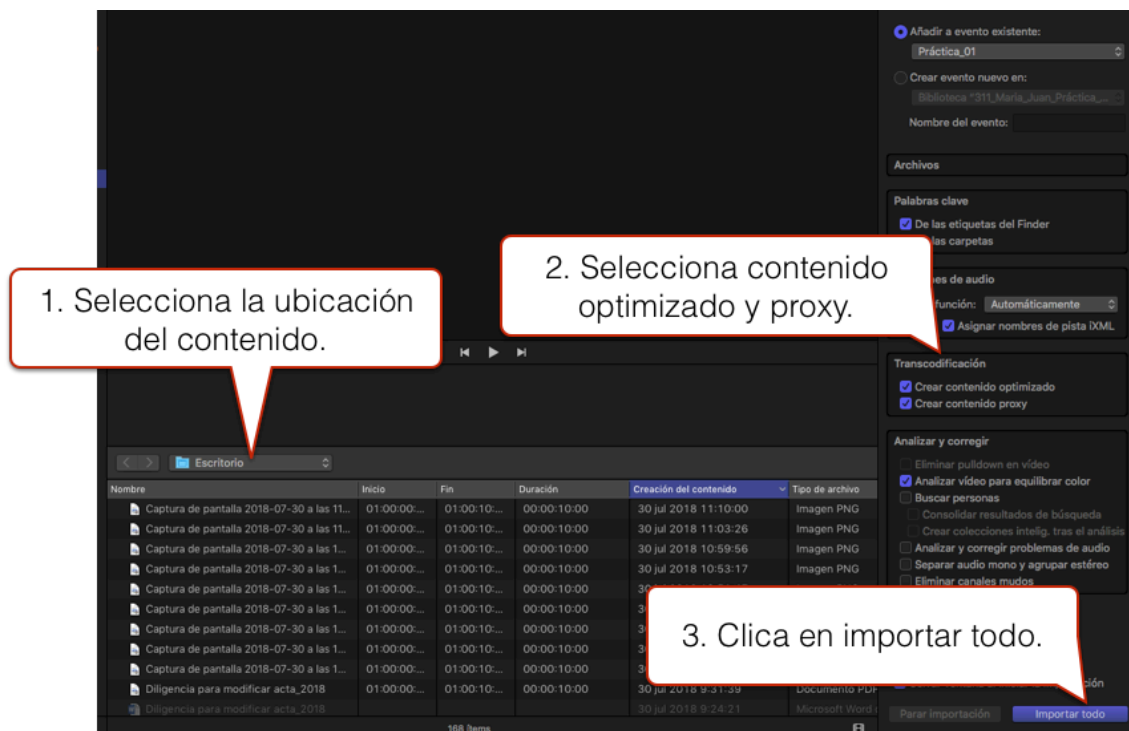 Añadir a evento existente:
Práctica_01
Crear evento nuevo en:
Biblioteca "311_María_Juan_Práctica_...
Nombre del evento:
Archivos
Palabras clave
De las etiquetas del Finder
las carpetas
1. Selecciona la ubicación
del contenido.
2. Selecciona contenido
optimizado y proxy.
es de audio
función: Automáticamente
Asignar nombres de pista iXML
Transcodificación
Crear contenido optimizado
Crear contenido proxy
Analizar y corregir
Eliminar pulldown en vídeo
Analizar vídeo para equilibrar color
Buscar personas
Consolidar resultados de búsqueda
Crear colecciones intelig. tras el análisis
Analizar y corregir problemas de audio
Separar audio mono y agrupar estéreo
Eliminar canales mudos
Escritorio
Nombre Inicio Fin Duración Creación del contenido Tipo de archivo
Captura de pantalla 2018-07-30 a las 11... 01:00:00:... 01:00:10:... 00:00:10:00 30 jul 2018 11:10:00 Imagen PNG
Captura de pantalla 2018-07-30 a las 11... 01:00:00:... 01:00:10:... 00:00:10:00 30 jul 2018 11:03:26 Imagen PNG
Captura de pantalla 2018-07-30 a las 1... 01:00:00:... 01:00:10:... 00:00:10:00 30 jul 2018 10:59:56 Imagen PNG
Captura de pantalla 2018-07-30 a las 1... 01:00:00:... 01:00:10:... 00:00:10:00 30 jul 2018 10:53:17 Imagen PNG
Captura de pantalla 2018-07-30 a las 1... 01:00:00:... 01:00:10:... 00:00:10:00
Captura de pantalla 2018-07-30 a las 1... 01:00:00:... 01:00:10:... 00:00:10:00
Captura de pantalla 2018-07-30 a las 1... 01:00:00:... 01:00:10:... 00:00:10:00
Captura de pantalla 2018-07-30 a las 1... 01:00:00:... 01:00:10:... 00:00:10:00
Captura de pantalla 2018-07-30 a las 1... 01:00:00:... 01:00:10:... 00:00:10:00
Diligencia para modificar acta_2018 01:00:00:... 01:00:10:... 00:00:10:00 30 jul 2018 9:31:39 Documento PDF
Diligencia para modificar acta_2018 30 jul 2018 9:24:21 Microsoft Word
3. Clica en importar todo.
168 ítems
Parar importación Importar todo